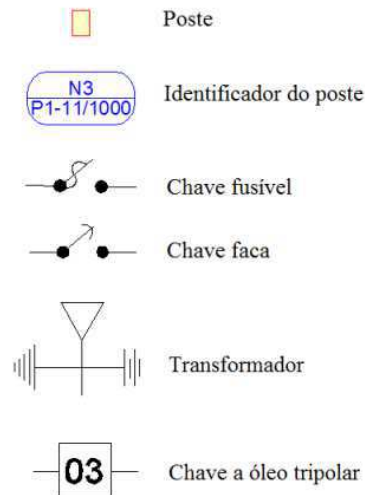 Poste
N3
P1-11/1000
Identificador do poste
Chave fusível
Chave faca
Transformador
03
Chave a óleo tripolar